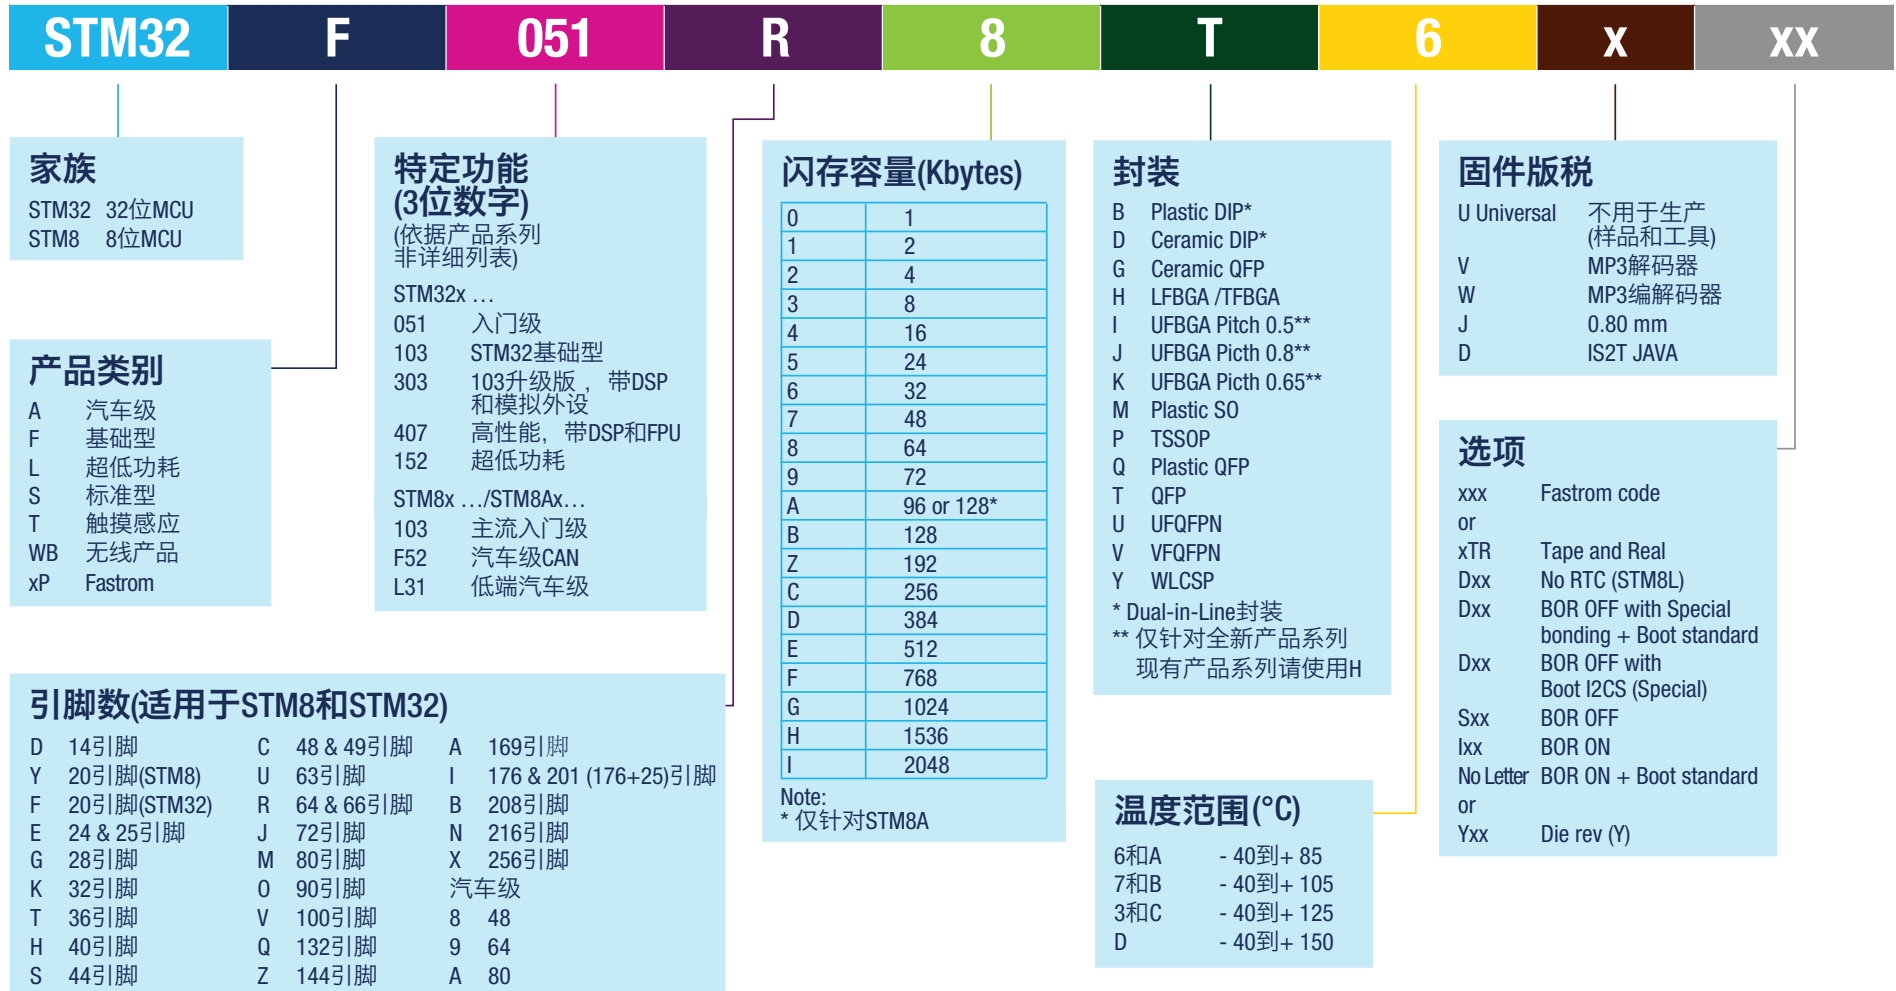 STM32 F 051 R 8 T 6 x xx
家族
STM32 32位MCU
STM8 8位MCU
产品类别
A 汽车级
F 基础型
L 超低功耗
S 标准型
T 触摸感应
WB 无线产品
xP Fastrom
特定功能
(3位数字)
(依据产品系列
非详细列表)
STM32x …
051 入门级
103 STM32基础型
303 103升级版， 带DSP
和模拟外设
407 高性能，带DSP和FPU
152 超低功耗
STM8x …/STM8Ax…
103 主流入门级
F52 汽车级CAN
L31 低端汽车级
引脚数(适用于STM8和STM32)
D 14引脚 C 48 & 49引脚 A 169引脚
Y 20引脚(STM8) U 63引脚 I 176 & 201 (176+25)引脚
F 20引脚(STM32) R 64 & 66引脚 B 208引脚
E 24 & 25引脚 J 72引脚 N 216引脚
G 28引脚 M 80引脚 X 256引脚
K 32引脚 O 90引脚 汽车级
T 36引脚 V 100引脚 8 48
H 40引脚 Q 132引脚 9 64
S 44引脚 Z 144引脚 A 80
闪存容量(Kbytes)
0 1
1 2
2 4
3 8
4 16
5 24
6 32
7 48
8 64
9 72
A 96 or 128*
B 128
Z 192
C 256
D 384
E 512
F 768
G 1024
H 1536
I 2048
Note:
* 仅针对STM8A
封装
B Plastic DIP*
D Ceramic DIP*
G Ceramic QFP
H LFBGA /TFBGA
I UFBGA Pitch 0.5**
J UFBGA Picth 0.8**
K UFBGA Picth 0.65**
M Plastic SO
P TSSOP
Q Plastic QFP
T QFP
U UFQFPN
V VFQFPN
Y WLCSP
* Dual-in-Line封装
** 仅针对全新产品系列
现有产品系列请使用H
温度范围(°C)
6和A - 40到+ 85
7和B - 40到+ 105
3和C - 40到+ 125
D - 40到+ 150
固件版税
U Universal 不用于生产
(样品和工具)
V MP3解码器
W MP3编解码器
J 0.80 mm
D IS2T JAVA
选项
xxx Fastrom code
or
xTR Tape and Real
Dxx No RTC (STM8L)
Dxx BOR OFF with Special
bonding + Boot standard
Dxx BOR OFF with
Boot I2CS (Special)
Sxx BOR OFF
Ixx BOR ON
No Letter BOR ON + Boot standard
or
Yxx Die rev (Y)